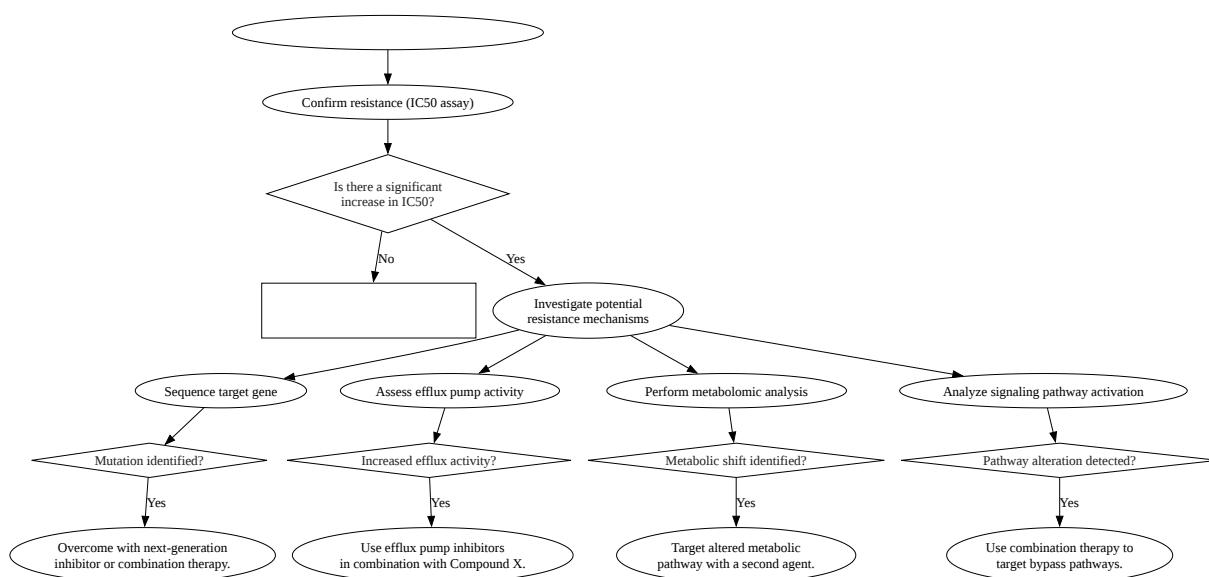 Confirm resistance (IC50 assay)
Is there a significant
increase in IC50?
No
Yes
Investigate potential
resistance mechanisms
Sequence target gene
Assess efflux pump activity
Perform metabolomic analysis
Analyze signaling pathway activation
Mutation identified?
Increased efflux activity?
Metabolic shift identified?
Pathway alteration detected?
Yes
Yes
Yes
Yes
Overcome with next-generation
inhibitor or combination therapy.
Use efflux pump inhibitors
in combination with Compound X.
Target altered metabolic
pathway with a second agent.
Use combination therapy to
target bypass pathways.